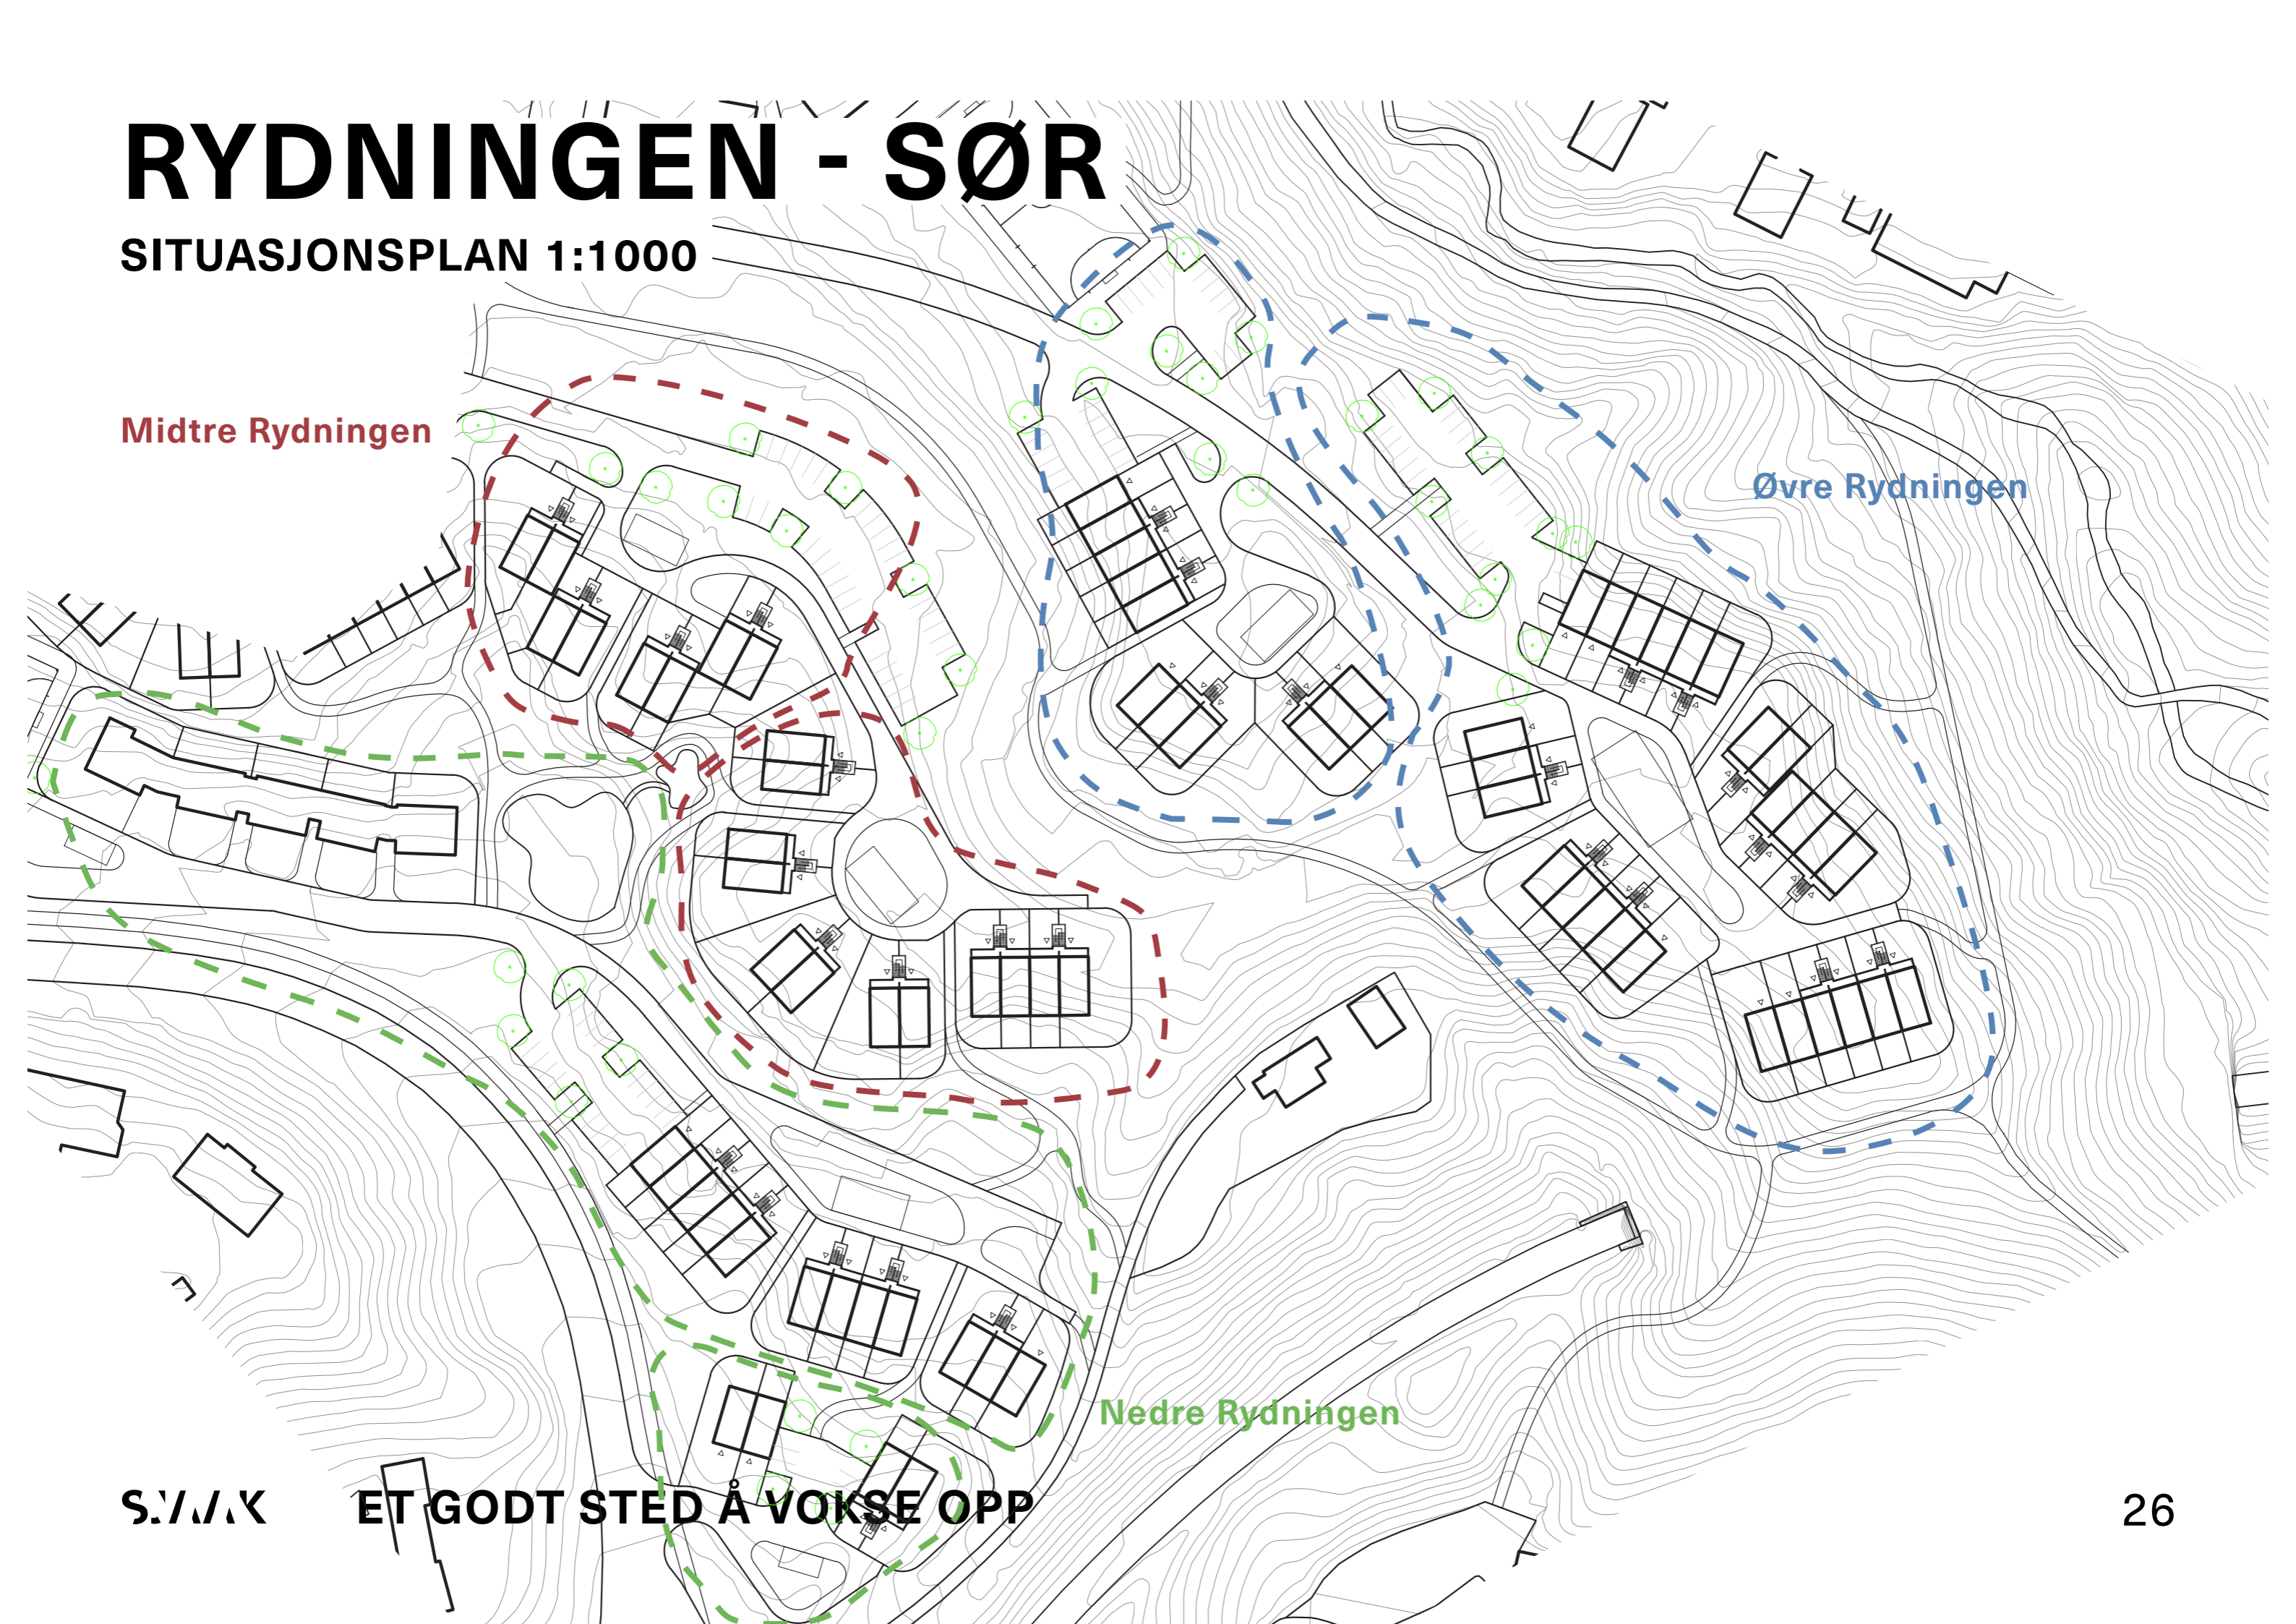 RYDNINGEN - SØR
SITUASJONSPLAN 1:1000
Midtre Rydningen
Øvre Rydningen
Nedre Rydningen
ET GODT STED Å VOKSE OPP
26